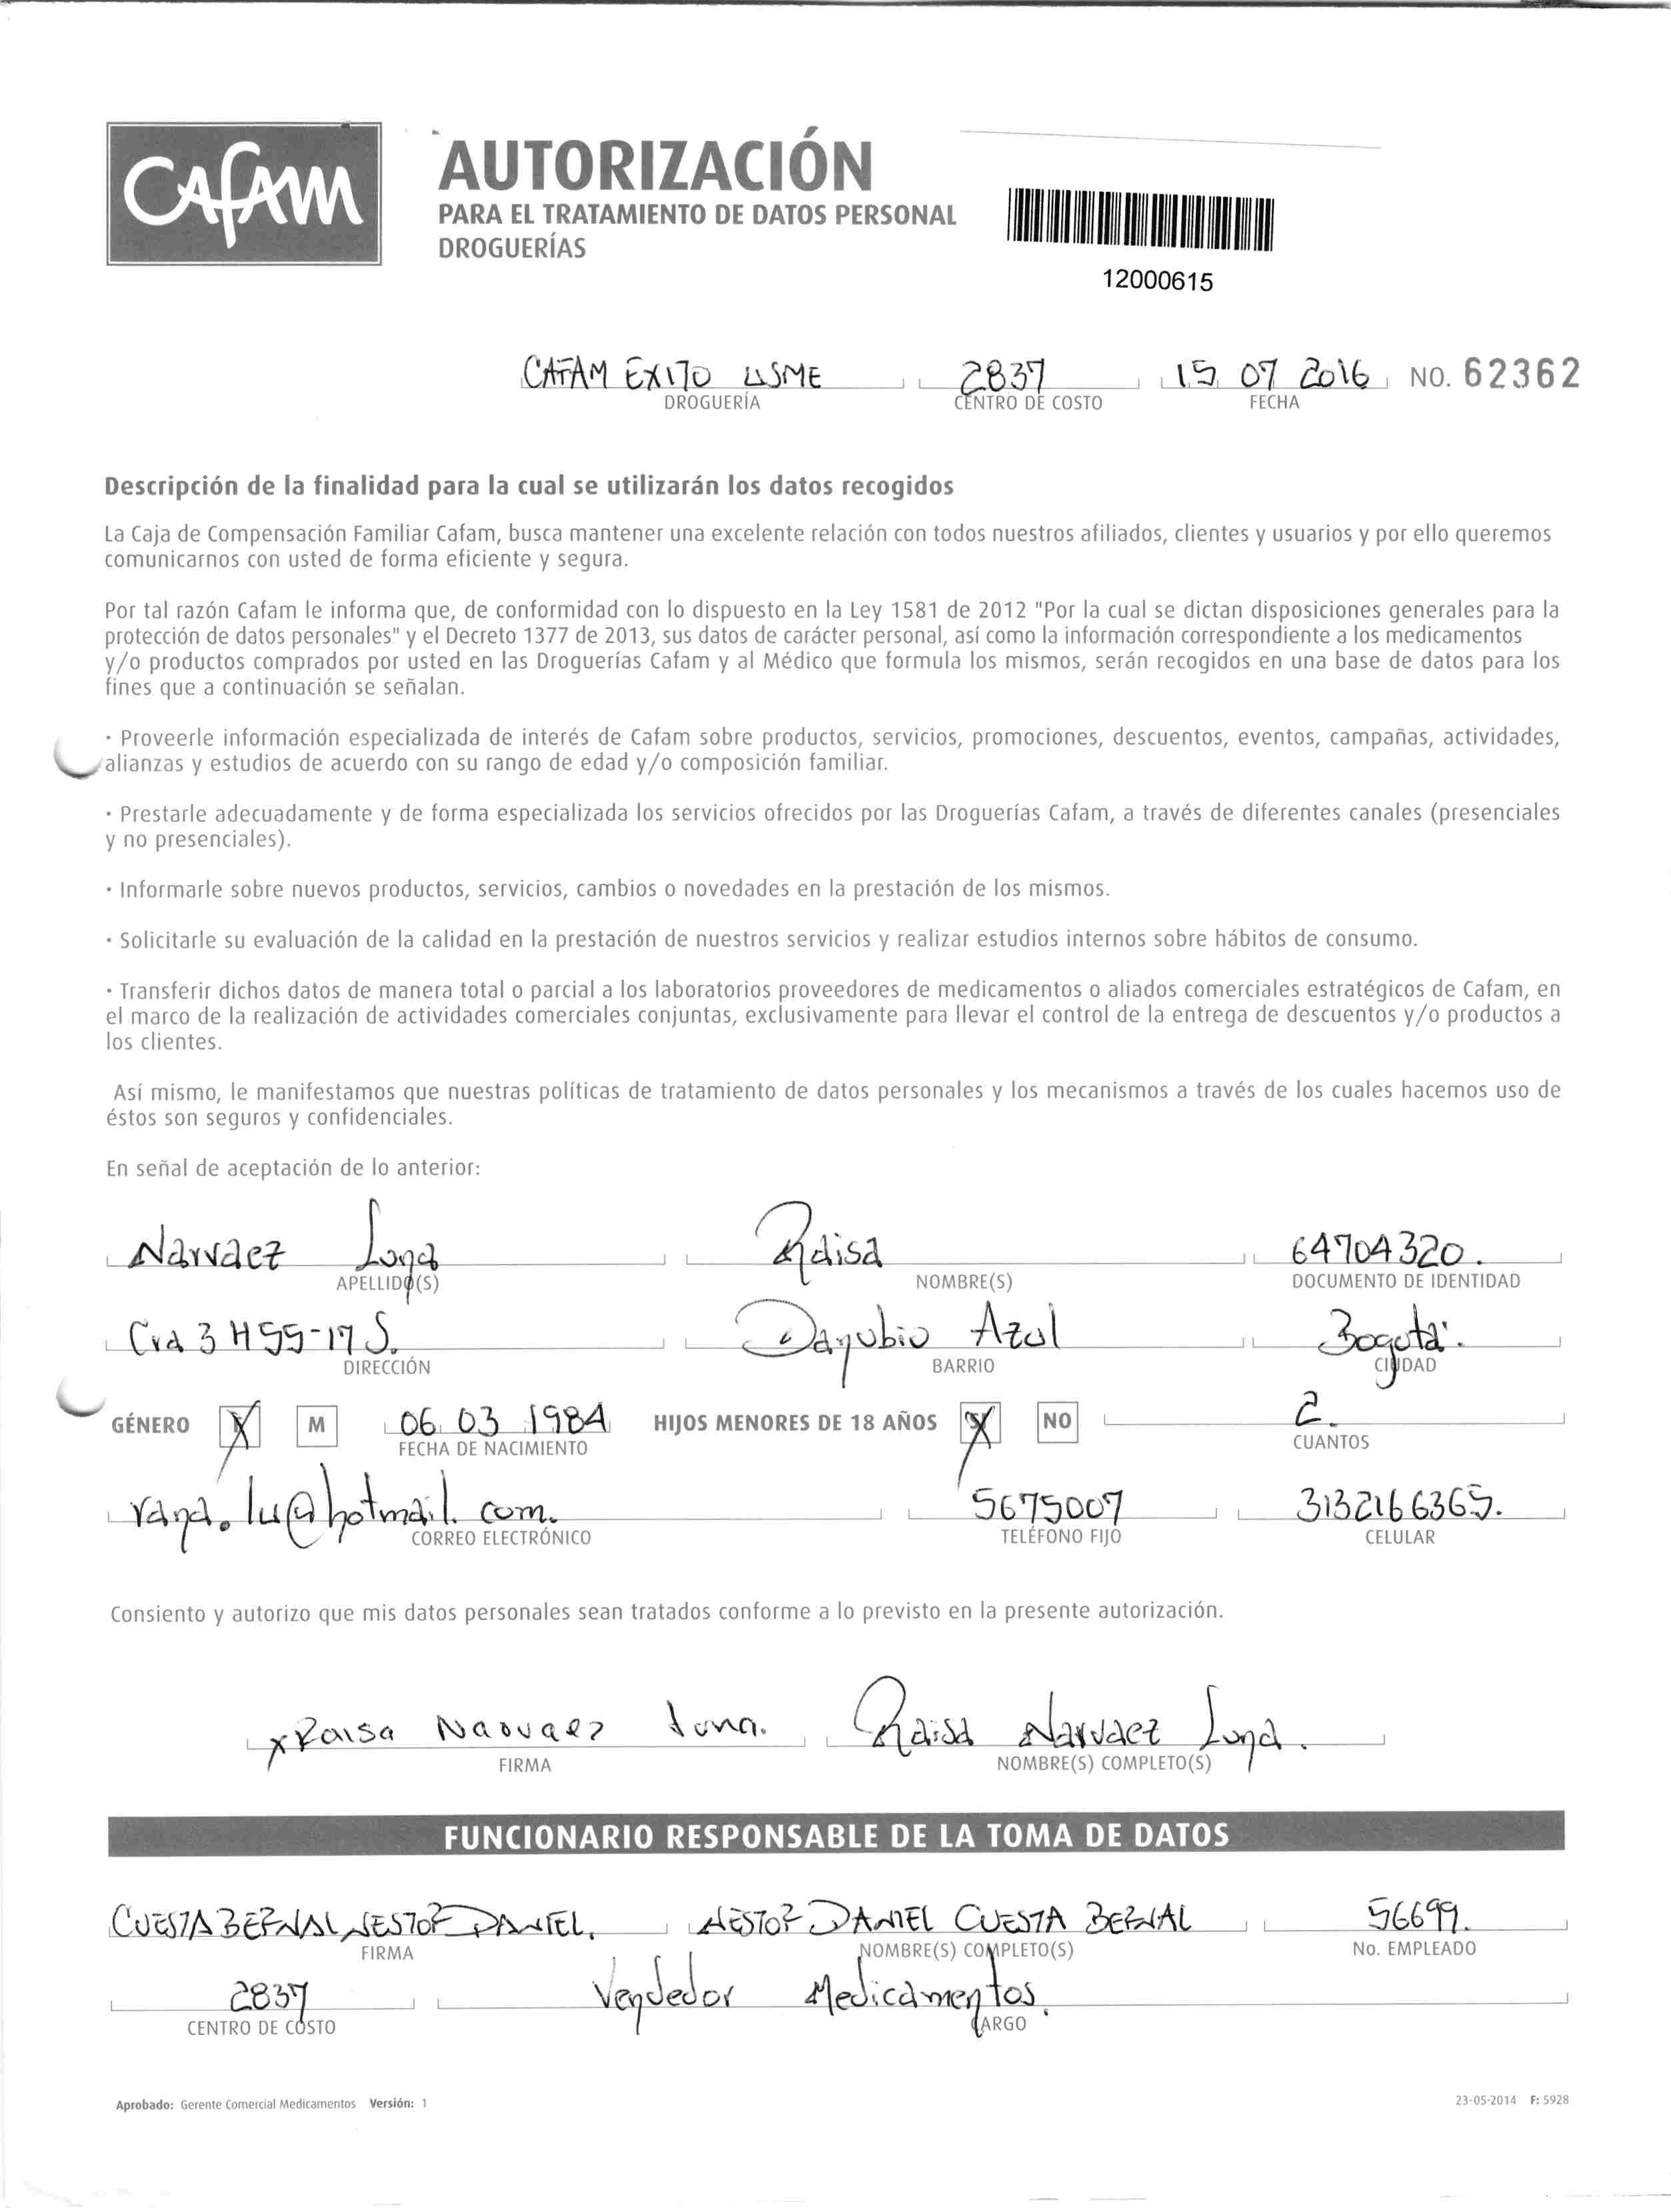 CAFAM
AUTORIZACIÓN
PARA EL TRATAMIENTO DE DATOS PERSONAL
DROGUERÍAS
12000615
CAFAM EXITO USME 2837 15 07 2016 NO. 62362
DROGUERÍA CENTRO DE COSTO FECHA
Descripción de la finalidad para la cual se utilizarán los datos recogidos
La Caja de Compensación Familiar Cafam, busca mantener una excelente relación con todos nuestros afiliados, clientes y usuarios y por ello queremos
comunicarnos con usted de forma eficiente y segura.
Por tal razón Cafam le informa que, de conformidad con lo dispuesto en la Ley 1581 de 2012 "Por la cual se dictan disposiciones generales para la
protección de datos personales" y el Decreto 1377 de 2013, sus datos de carácter personal, así como la información correspondiente a los medicamentos
y/o productos comprados por usted en las Droguerías Cafam y al Médico que formula los mismos, serán recogidos en una base de datos para los
fines que a continuación se señalan.
· Proveerle información especializada de interés de Cafam sobre productos, servicios, promociones, descuentos, eventos, campañas, actividades,
alianzas y estudios de acuerdo con su rango de edad y/o composición familiar.
· Prestarle adecuadamente y de forma especializada los servicios ofrecidos por las Droguerías Cafam, a través de diferentes canales (presenciales
y no presenciales).
· Informarle sobre nuevos productos, servicios, cambios o novedades en la prestación de los mismos.
· Solicitarle su evaluación de la calidad en la prestación de nuestros servicios y realizar estudios internos sobre hábitos de consumo.
· Transferir dichos datos de manera total o parcial a los laboratorios proveedores de medicamentos o aliados comerciales estratégicos de Cafam, en
el marco de la realización de actividades comerciales conjuntas, exclusivamente para llevar el control de la entrega de descuentos y/o productos a
los clientes.
Así mismo, le manifestamos que nuestras políticas de tratamiento de datos personales y los mecanismos a través de los cuales hacemos uso de
éstos son seguros y confidenciales.
En señal de aceptación de lo anterior:
Narvaez Luna Raisa 64704320.
APELLIDO(S) NOMBRE(S) DOCUMENTO DE IDENTIDAD
Cra 3 H 55-17 S. Danubio Azul Bogotá.
DIRECCIÓN BARRIO CIUDAD
GÉNERO X M 06 03 1984 HIJOS MENORES DE 18 AÑOS X NO 2.
FECHA DE NACIMIENTO CUANTOS
rana.lu@hotmail.com. 5675007 3132166365.
CORREO ELECTRÓNICO TELÉFONO FIJO CELULAR
Consiento y autorizo que mis datos personales sean tratados conforme a lo previsto en la presente autorización.
x Raisa Narvaez Luna. Raisa Narvaez Luna.
FIRMA NOMBRE(S) COMPLETO(S)
FUNCIONARIO RESPONSABLE DE LA TOMA DE DATOS
CUESTA BERNAL NESTOR DANIEL. NESTOR DANIEL CUESTA BERNAL 56699.
FIRMA NOMBRE(S) COMPLETO(S) No. EMPLEADO
2837 Vendedor Medicamentos.
CENTRO DE COSTO CARGO
Aprobado: Gerente Comercial Medicamentos Versión: 1 23-05-2014 F: 5928